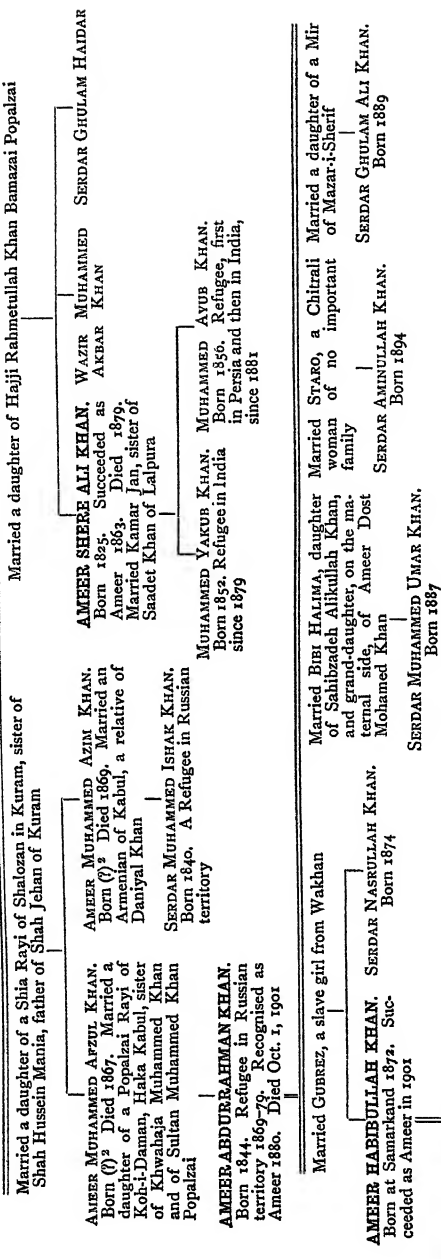 Married a daughter of a Shia Rayi of Shalozan in Kuram, sister of
Shah Hussein Mania, father of Shah Jehan of Kuram
Married a daughter of Hajji Rahmetullah Khan Bamazai Popalzai
AMEER MUHAMMED AFZUL KHAN.
Born (?)² Died 1867. Married a
daughter of a Popalzai Rayi of
Koh-i-Daman, Haka Kabul, sister
of Khwahaja Muhammed Khan
and of Sultan Muhammed Khan
Popalzai
AMEER MUHAMMED AZIM KHAN.
Born (?)² Died 1869. Married an
Armenian of Kabul, a relative of
Daniyal Khan
AMEER SHERE ALI KHAN.
Born 1825. Succeeded as
Ameer 1863. Died 1879.
Married Kamar Jan, sister of
Saadet Khan of Lalpura
WAZIR MUHAMMED
AKBAR KHAN
SERDAR GHULAM HAIDAR
AMEER ABDURRAHMAN KHAN.
Born 1844. Refugee in Russian
territory 1869-79. Recognised as
Ameer 1880. Died Oct. 1, 1901
SERDAR MUHAMMED ISHAK KHAN.
Born 1840. A Refugee in Russian
territory
MUHAMMED YAKUB KHAN.
Born 1852. Refugee in India
since 1879
MUHAMMED AYUB KHAN.
Born 1856. Refugee, first
in Persia and then in India,
since 1881
Married GUBREZ, a slave girl from Wakhan
Married BIBI HALIMA, daughter
of Sahibzadeh Alikullah Khan,
and grand-daughter, on the ma-
ternal side, of Ameer Dost
Mohamed Khan
Married STARO, a Chitrali
woman of no important
family
Married a daughter of a Mir
of Mazar-i-Sherif
AMEER HABIBULLAH KHAN.
Born at Samarkand 1872. Suc-
ceeded as Ameer in 1901
SERDAR NASRULLAH KHAN.
Born 1874
SERDAR MUHAMMED UMAR KHAN.
Born 1887
SERDAR AMINULLAH KHAN.
Born 1894
SERDAR GHULAM ALI KHAN.
Born 1889